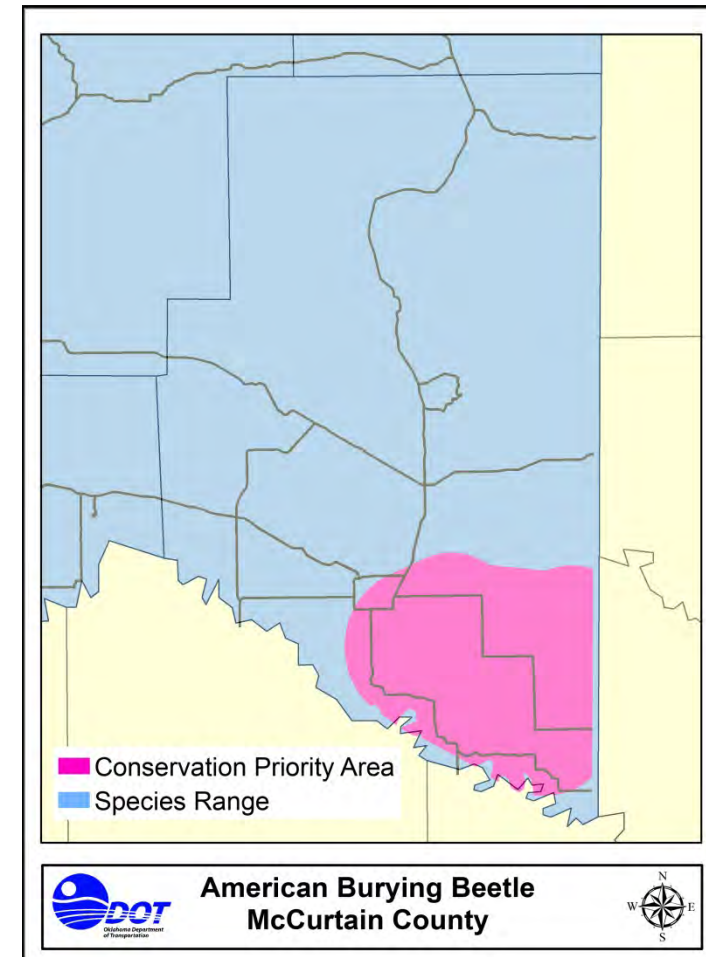 Conservation Priority Area
Species Range
DOT
Oklahoma Department
of Transportation
American Burying Beetle
McCurtain County
N
W E
S